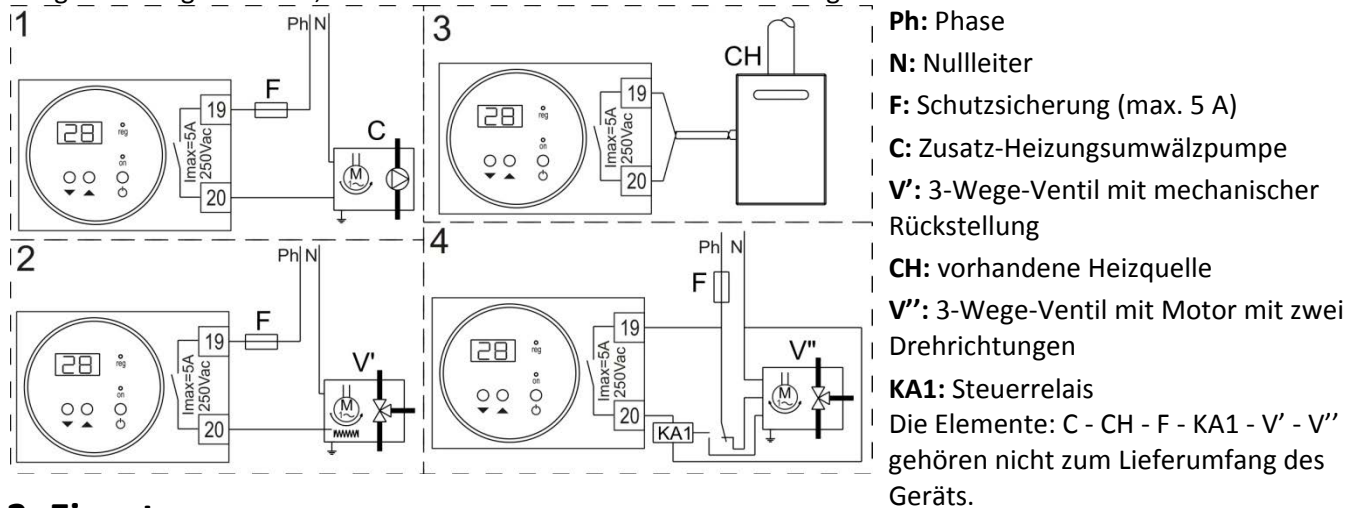 1
Ph N
F
19
28
reg
on
Imax=5A
250Vac
20
C
M
1~
2
Ph N
F
19
28
reg
on
Imax=5A
250Vac
20
V'
M
1~
3
CH
19
28
reg
on
Imax=5A
250Vac
20
4
Ph N
F
19
28
reg
on
Imax=5A
250Vac
20
KA1
V"
M
1~
Ph: Phase
N: Nullleiter
F: Schutzsicherung (max. 5 A)
C: Zusatz-Heizungsumwälzpumpe
V’: 3-Wege-Ventil mit mechanischer
Rückstellung
CH: vorhandene Heizquelle
V’’: 3-Wege-Ventil mit Motor mit zwei
Drehrichtungen
KA1: Steuerrelais
Die Elemente: C - CH - F - KA1 - V’ - V’’
gehören nicht zum Lieferumfang des
Geräts.